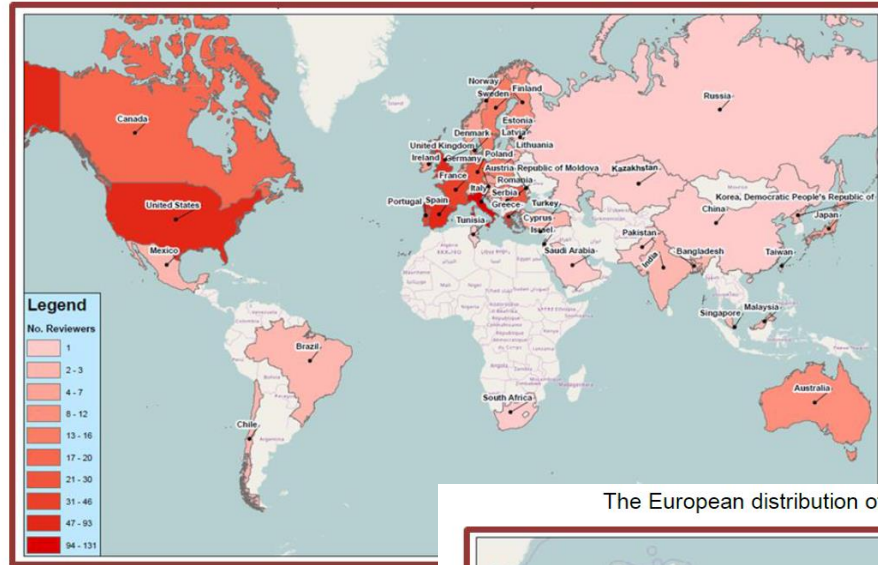 Norway
Sweden
Finland
Russia
Canada
Estonia
Latvia
Denmark
Lithuania
United Kingdom
Poland
Ireland
Germany
Austria
Republic of Moldova
France
Romania
Kazakhstan
Korea, Democratic People's Republic of
Italy
Serbia
United States
Portugal
Spain
Greece
Turkey
China
Japan
Tunisia
Cyprus
Israel
Pakistan
Mexico
Saudi Arabia
India
Bangladesh
Taiwan
Legend
No. Reviewers
1
2 - 3
4 - 7
8 - 12
13 - 16
17 - 20
21 - 30
31 - 46
47 - 93
94 - 131
Singapore
Malaysia
Brazil
Australia
South Africa
Chile
Argentina
The European distribution of